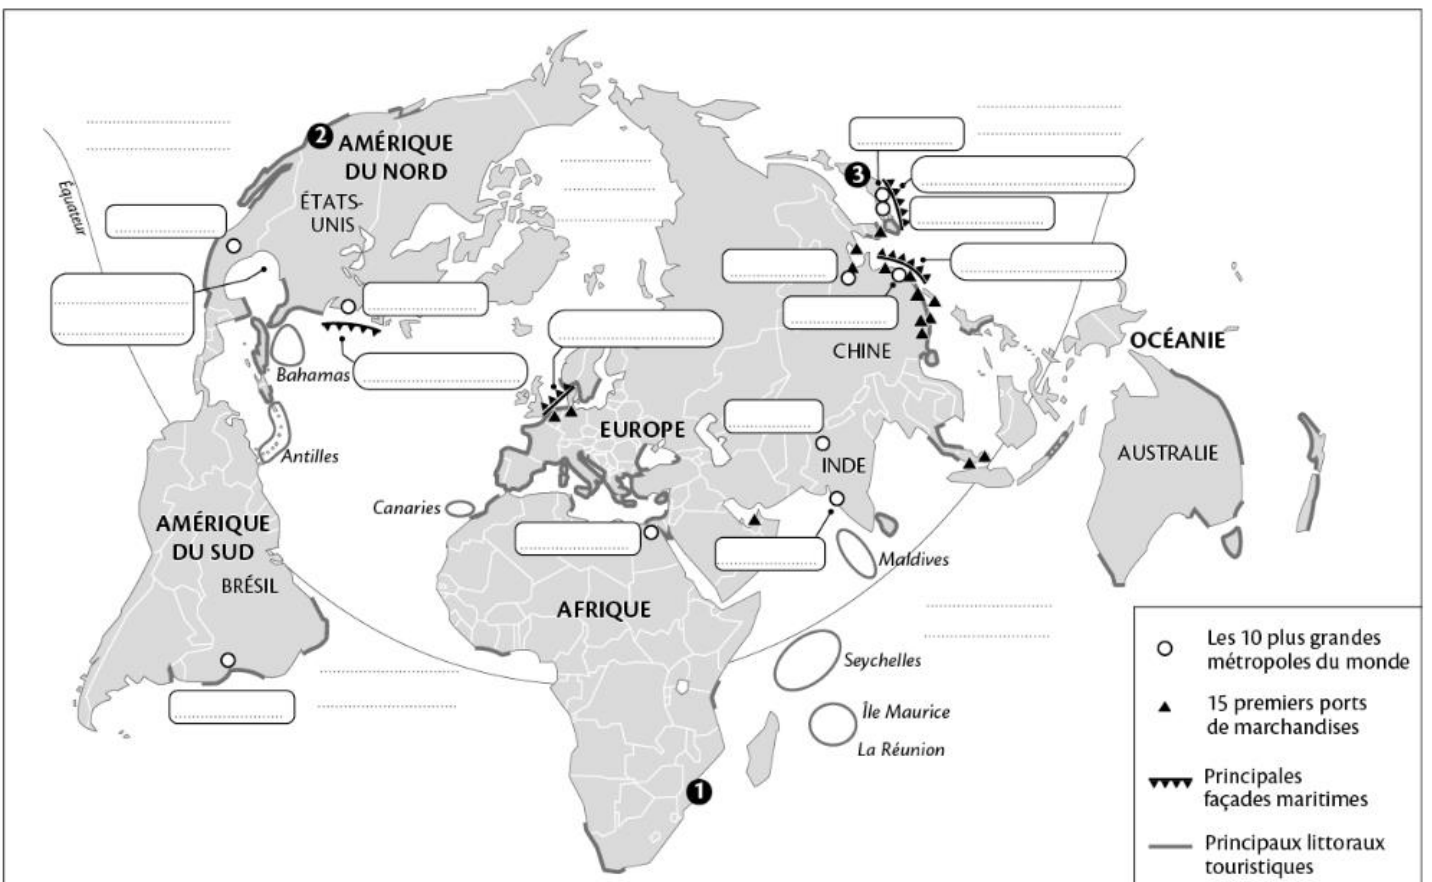 2
AMÉRIQUE
DU NORD
3
Équateur
ÉTATS-
UNIS
OCÉANIE
CHINE
Bahamas
EUROPE
AUSTRALIE
Antilles
INDE
Canaries
AMÉRIQUE
DU SUD
Maldives
BRÉSIL
AFRIQUE
Seychelles
Île Maurice
La Réunion
1
Les 10 plus grandes
métropoles du monde
15 premiers ports
de marchandises
Principales
façades maritimes
Principaux littoraux
touristiques